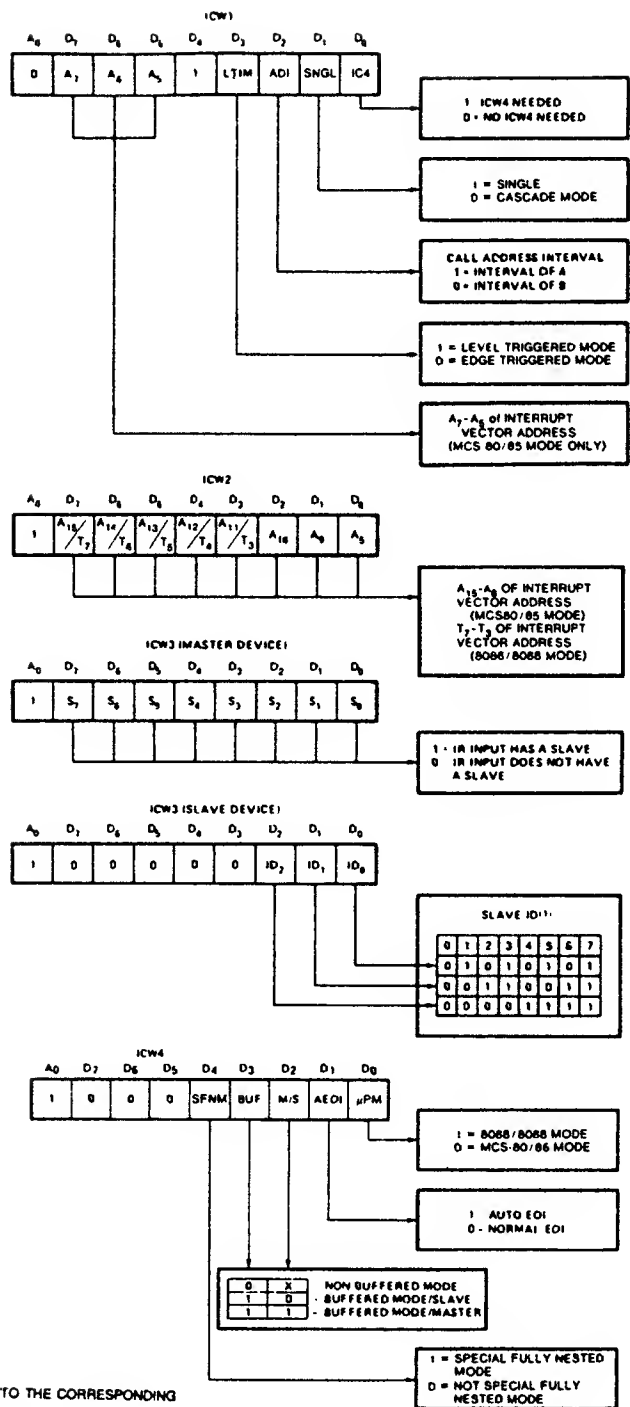 ICW1
A0 D7 D6 D5 D4 D3 D2 D1 D0
0 A7 A6 A5 1 LTIM ADI SNGL IC4
1 ICW4 NEEDED
0 = NO ICW4 NEEDED
1 = SINGLE
0 = CASCADE MODE
CALL ADDRESS INTERVAL
1 = INTERVAL OF 4
0 = INTERVAL OF 8
1 = LEVEL TRIGGERED MODE
0 = EDGE TRIGGERED MODE
A7-A5 of INTERRUPT
VECTOR ADDRESS
(MCS 80/85 MODE ONLY)
ICW2
A0 D7 D6 D5 D4 D3 D2 D1 D0
1 A15/T7 A14/T6 A13/T5 A12/T4 A11/T3 A10 A9 A8
A15-A8 OF INTERRUPT
VECTOR ADDRESS
(MCS80/85 MODE)
T7-T3 OF INTERRUPT
VECTOR ADDRESS
(8086/8088 MODE)
ICW3 (MASTER DEVICE)
A0 D7 D6 D5 D4 D3 D2 D1 D0
1 S7 S6 S5 S4 S3 S2 S1 S0
1 - IR INPUT HAS A SLAVE
0 IR INPUT DOES NOT HAVE
A SLAVE
ICW3 (SLAVE DEVICE)
A0 D7 D6 D5 D4 D3 D2 D1 D0
1 0 0 0 0 0 ID2 ID1 ID0
SLAVE ID(1)
0 1 2 3 4 5 6 7
0 1 0 1 0 1 0 1
0 0 1 1 0 0 1 1
0 0 0 0 1 1 1 1
ICW4
A0 D7 D6 D5 D4 D3 D2 D1 D0
1 0 0 0 SFNM BUF M/S AEOI µPM
1 = 8086/8088 MODE
0 = MCS-80/85 MODE
1 AUTO EOI
0 - NORMAL EOI
0 X - NON BUFFERED MODE
1 0 - BUFFERED MODE/SLAVE
1 1 - BUFFERED MODE/MASTER
1 = SPECIAL FULLY NESTED
MODE
0 = NOT SPECIAL FULLY
NESTED MODE
TO THE CORRESPONDING